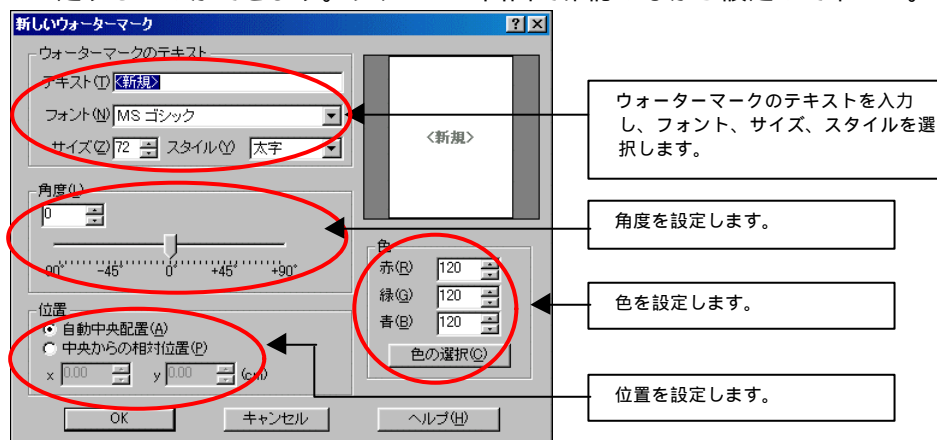 新しいウォーターマーク
ウォーターマークのテキスト
テキスト(T) <新規>
フォント(N) MS ゴシック
サイズ(Z) 72 スタイル(Y) 太字
<新規>
ウォーターマークのテキストを入力
し、フォント、サイズ、スタイルを選
択します。
角度(L)
0
-90° -45° 0° +45° +90°
角度を設定します。
色
赤(R) 120
緑(G) 120
青(B) 120
色の選択(C)
色を設定します。
位置
自動中央配置(A)
中央からの相対位置(P)
x 0.00 y 0.00 (cm)
位置を設定します。
OK キャンセル ヘルプ(H)